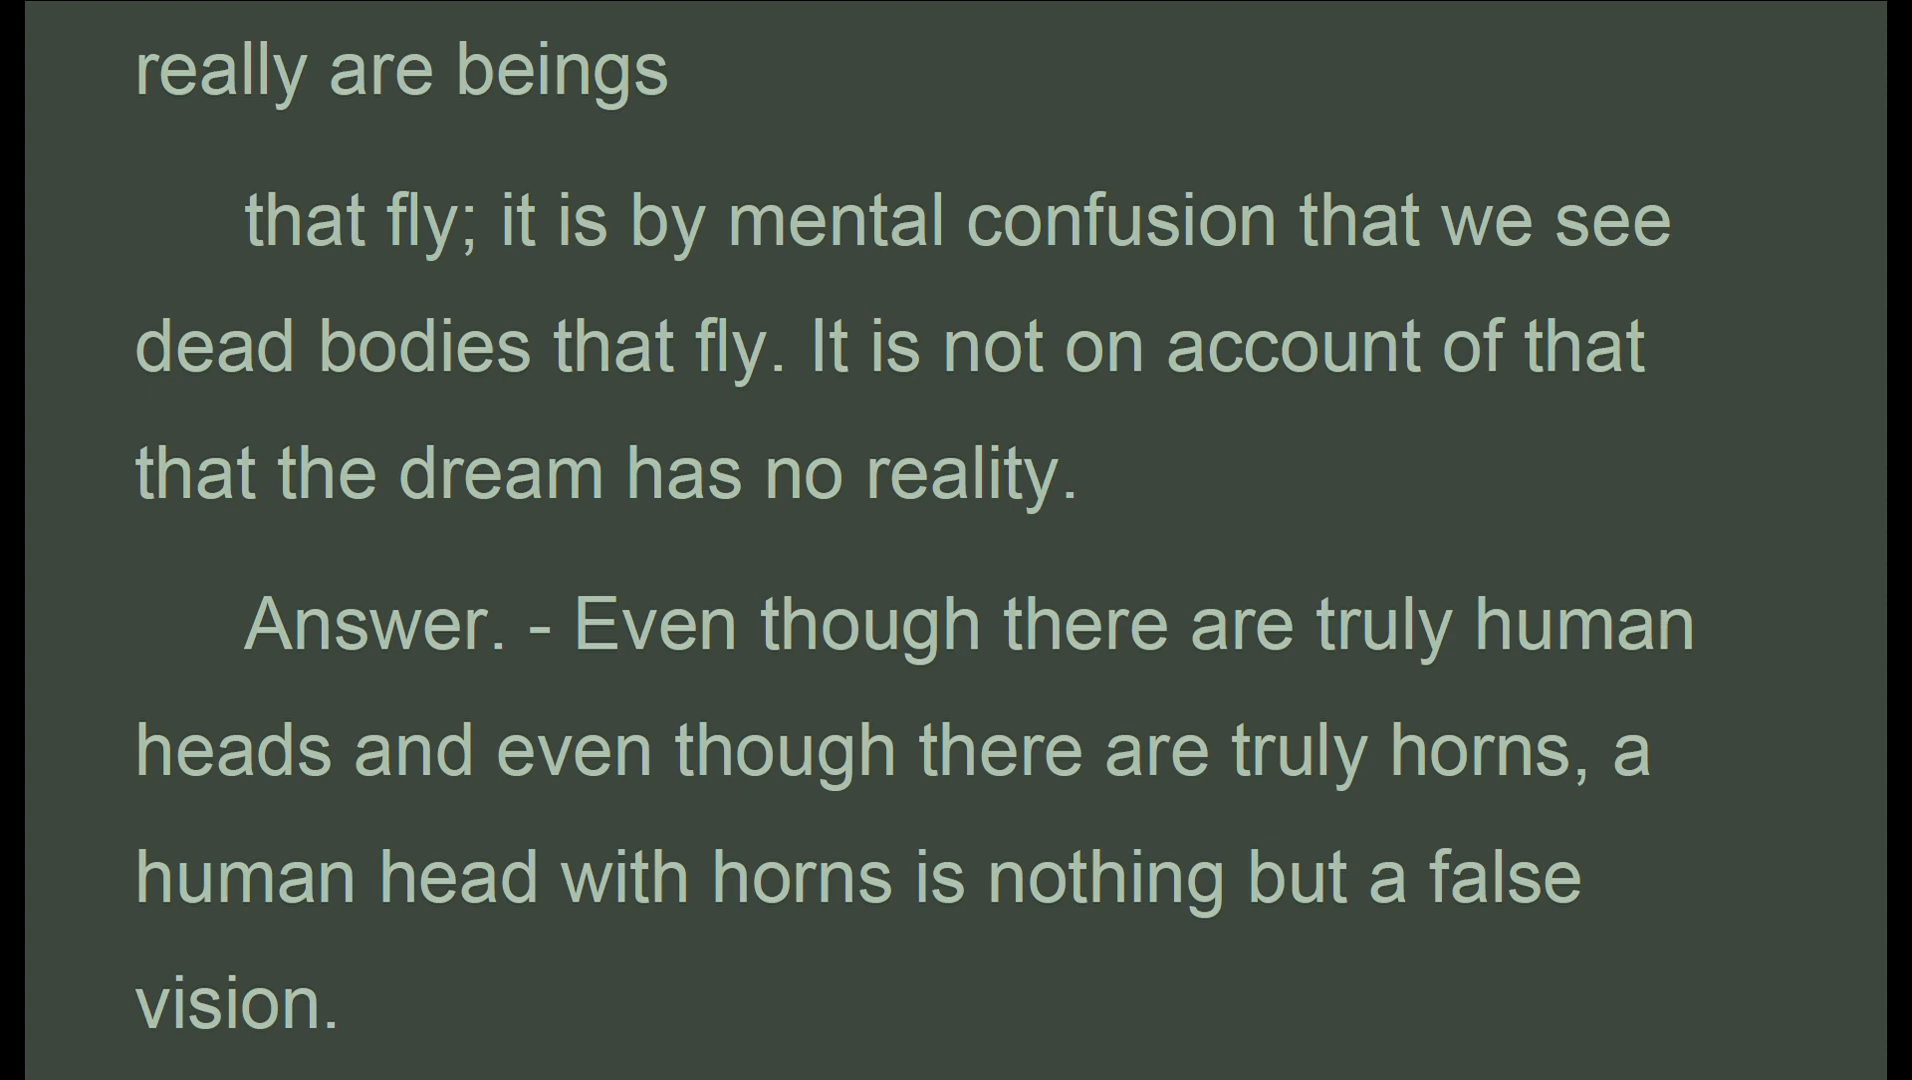 really are beings
that fly; it is by mental confusion that we see
dead bodies that fly. It is not on account of that
that the dream has no reality.
Answer. - Even though there are truly human
heads and even though there are truly horns, a
human head with horns is nothing but a false
vision.